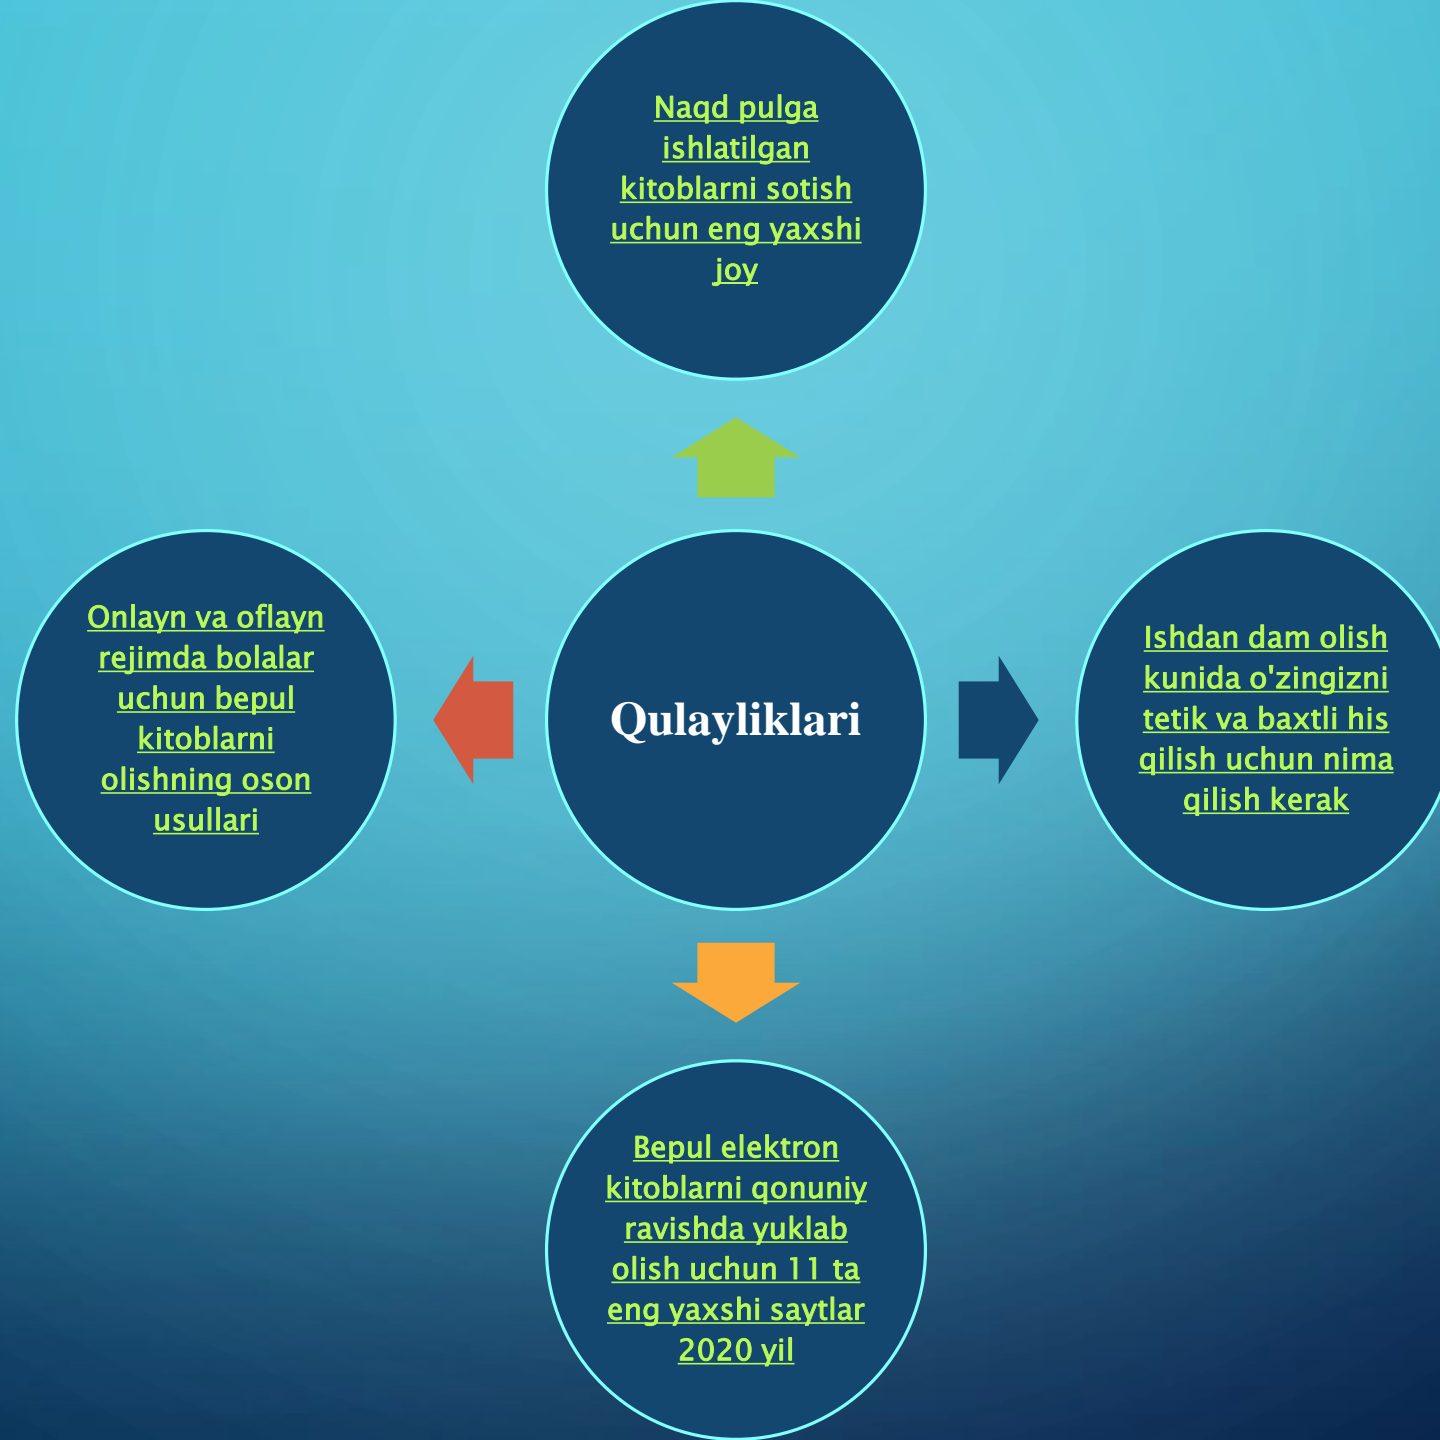 Naqd pulga
ishlatilgan
kitoblarni sotish
uchun eng yaxshi
joy
Onlayn va oflayn
rejimda bolalar
uchun bepul
kitoblarni
olishning oson
usullari
Qulayliklari
Ishdan dam olish
kunida o'zingizni
tetik va baxtli his
qilish uchun nima
qilish kerak
Bepul elektron
kitoblarni qonuniy
ravishda yuklab
olish uchun 11 ta
eng yaxshi saytlar
2020 yil